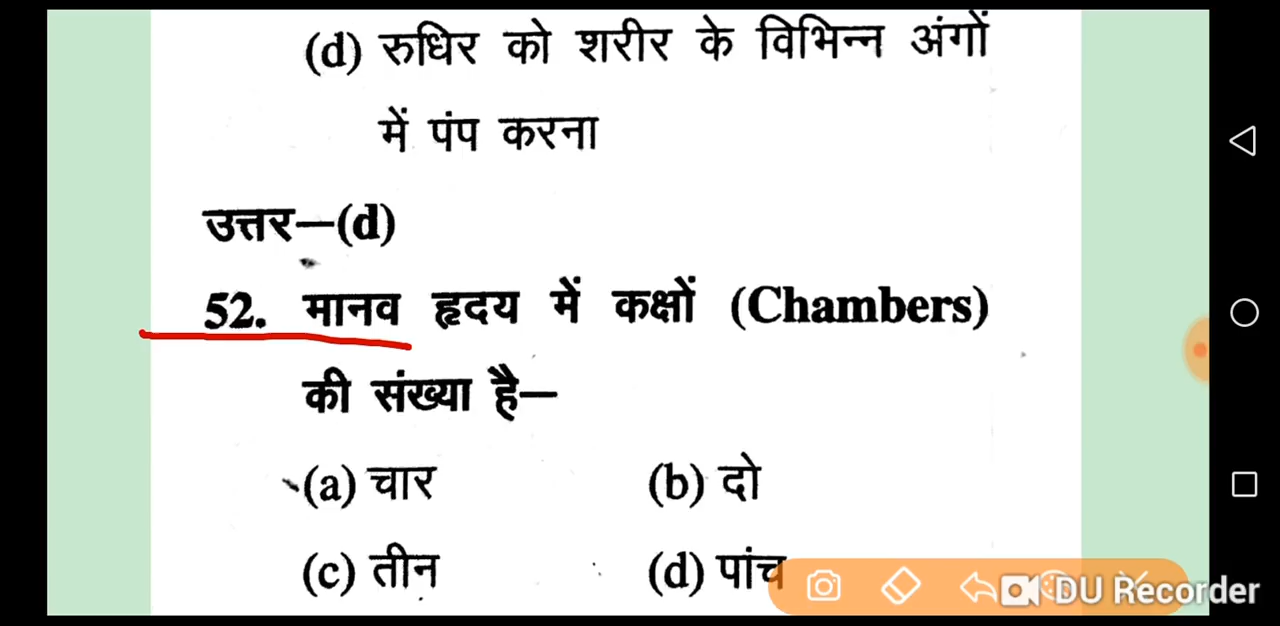 (d) रुधिर को शरीर के विभिन्न अंगों
में पंप करना
उत्तर—(d)
52. मानव हृदय में कक्षों (Chambers)
की संख्या है—
(a) चार (b) दो
(c) तीन (d) पांच
DU Recorder